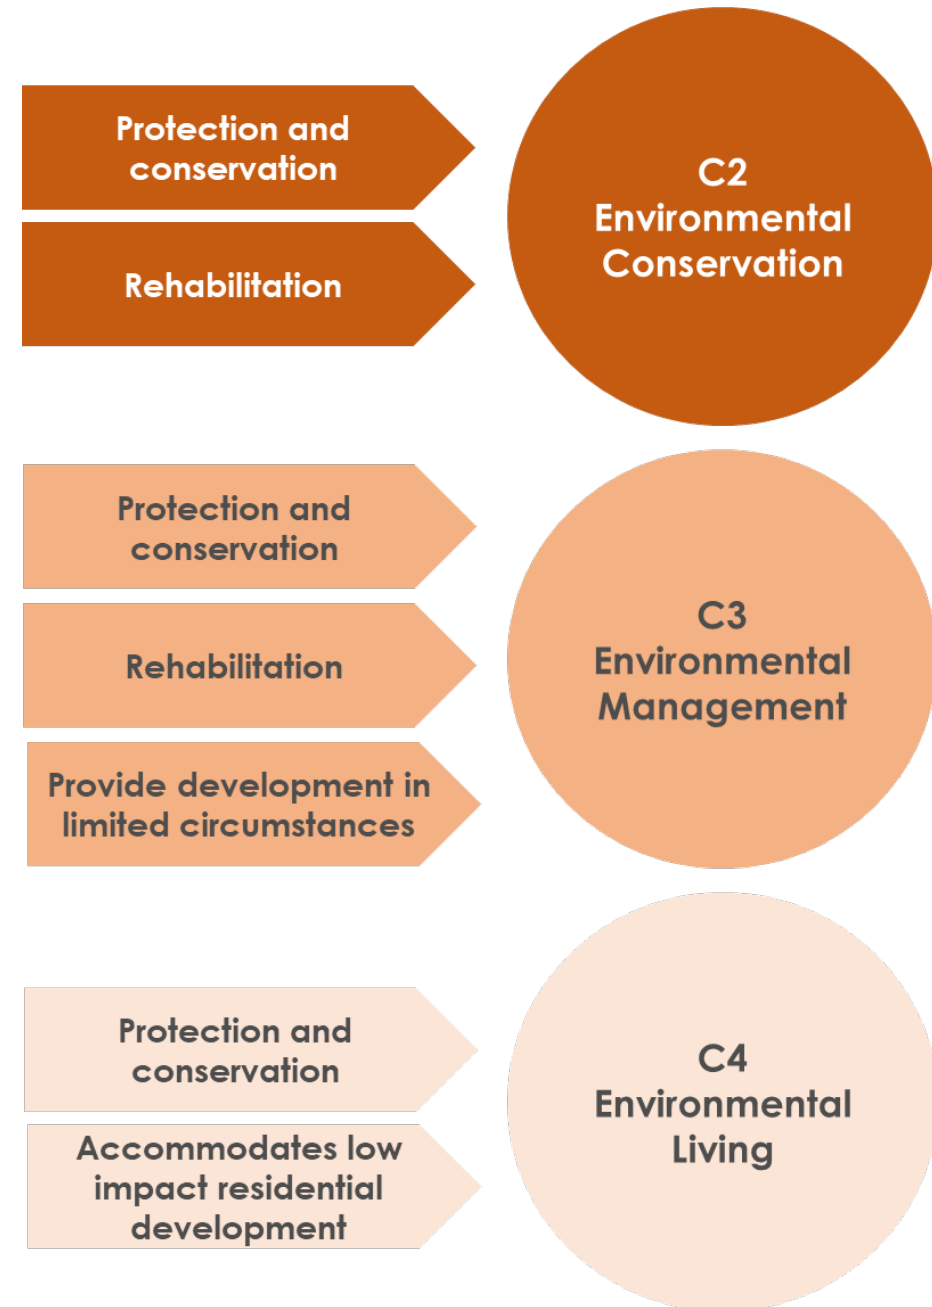 Protection and
conservation
Rehabilitation
C2
Environmental
Conservation
Protection and
conservation
Rehabilitation
Provide development in
limited circumstances
C3
Environmental
Management
Protection and
conservation
Accommodates low
impact residential
development
C4
Environmental
Living